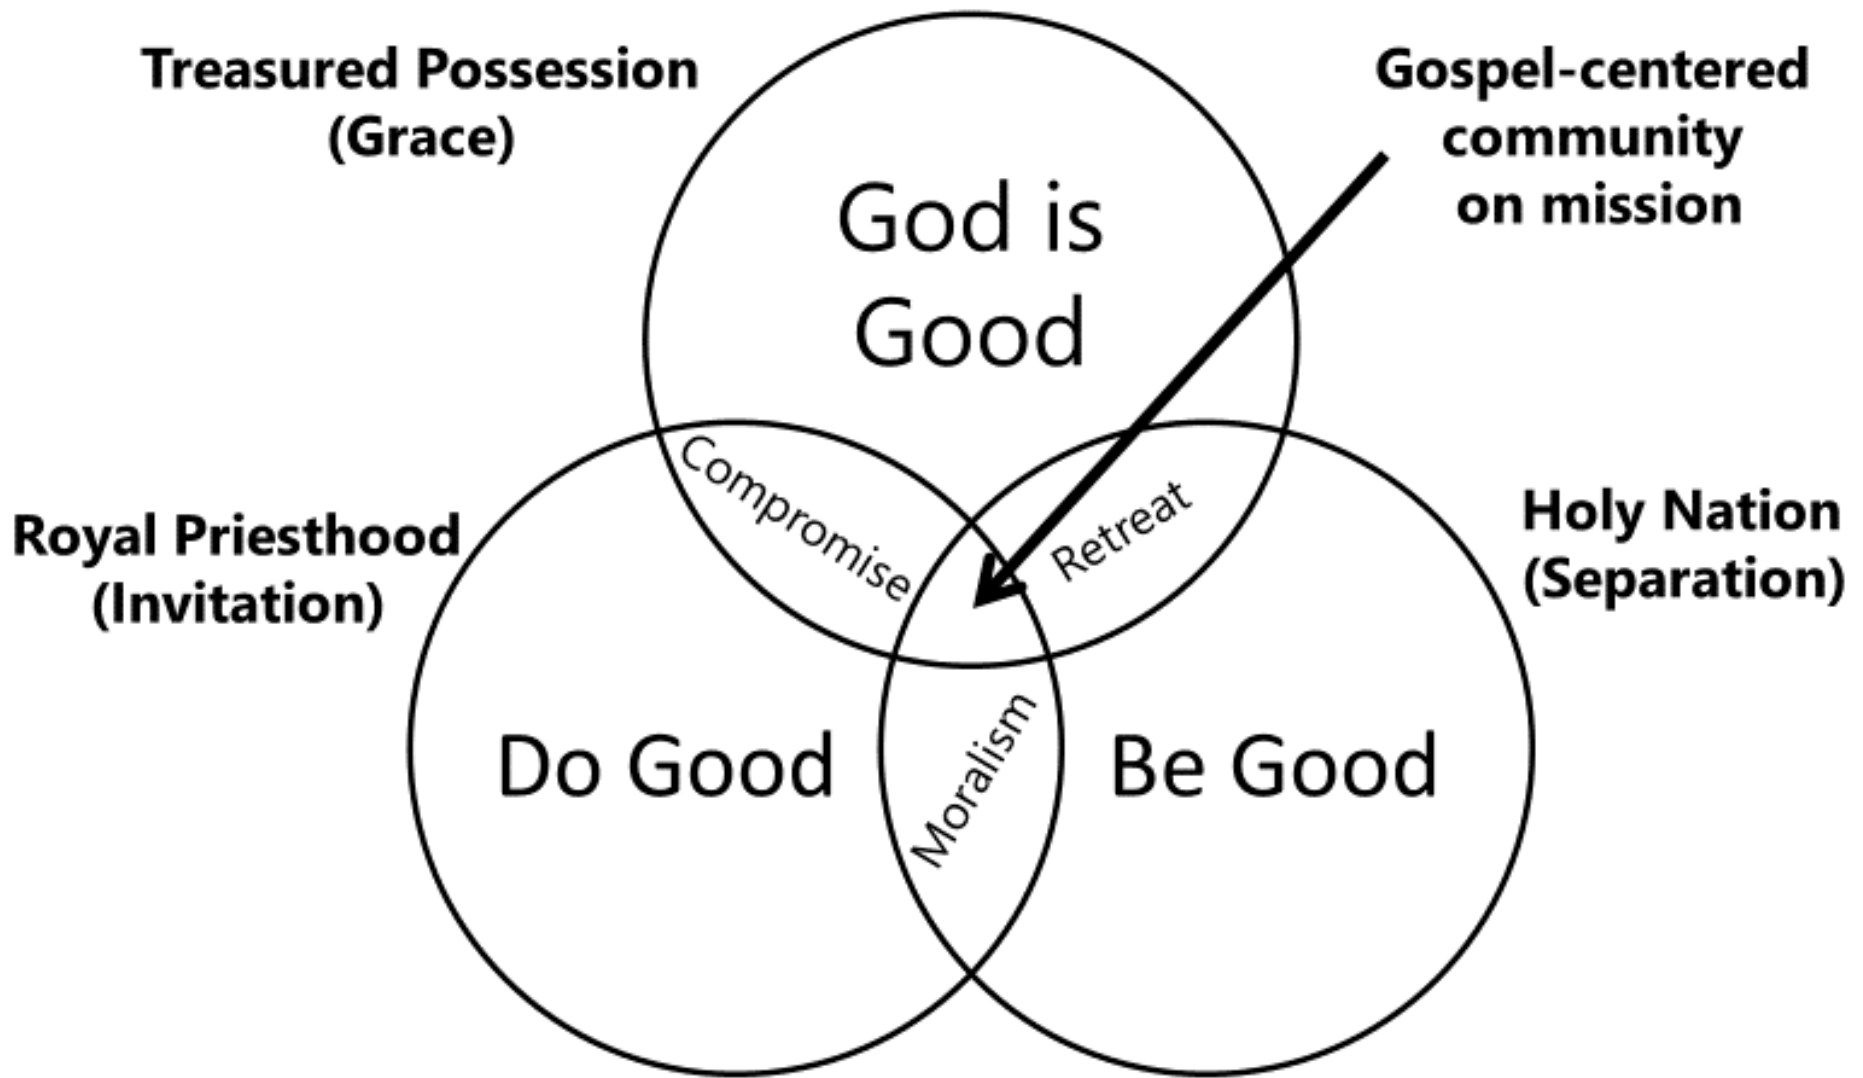 Treasured Possession
(Grace)
Gospel-centered
community
on mission
God is
Good
Compromise
Retreat
Royal Priesthood
(Invitation)
Holy Nation
(Separation)
Do Good
Moralism
Be Good